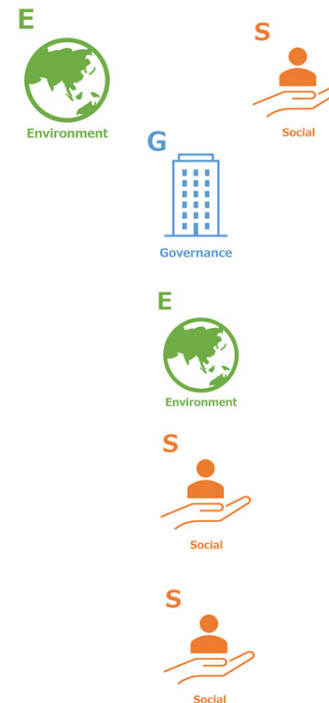 E
Environment
S
Social
G
Governance
E
Environment
S
Social
S
Social